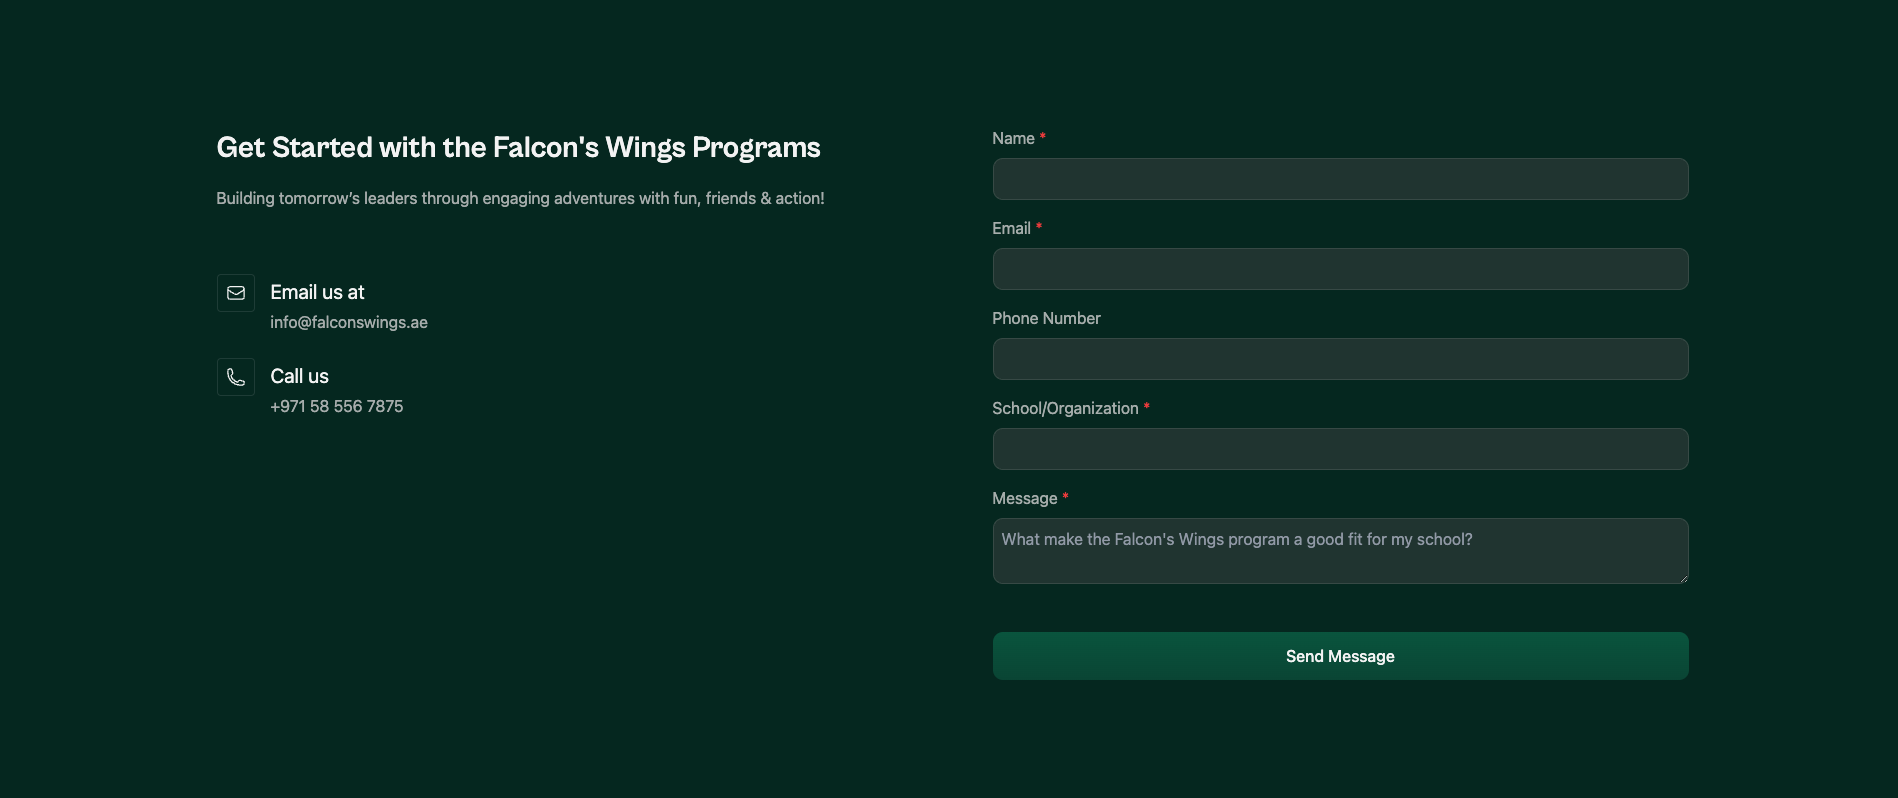 Get Started with the Falcon's Wings Programs
Building tomorrow’s leaders through engaging adventures with fun, friends & action!
Email us at
info@falconswings.ae
Call us
+971 58 556 7875
Name *
Email *
Phone Number
School/Organization *
Message *
What make the Falcon's Wings program a good fit for my school?
Send Message